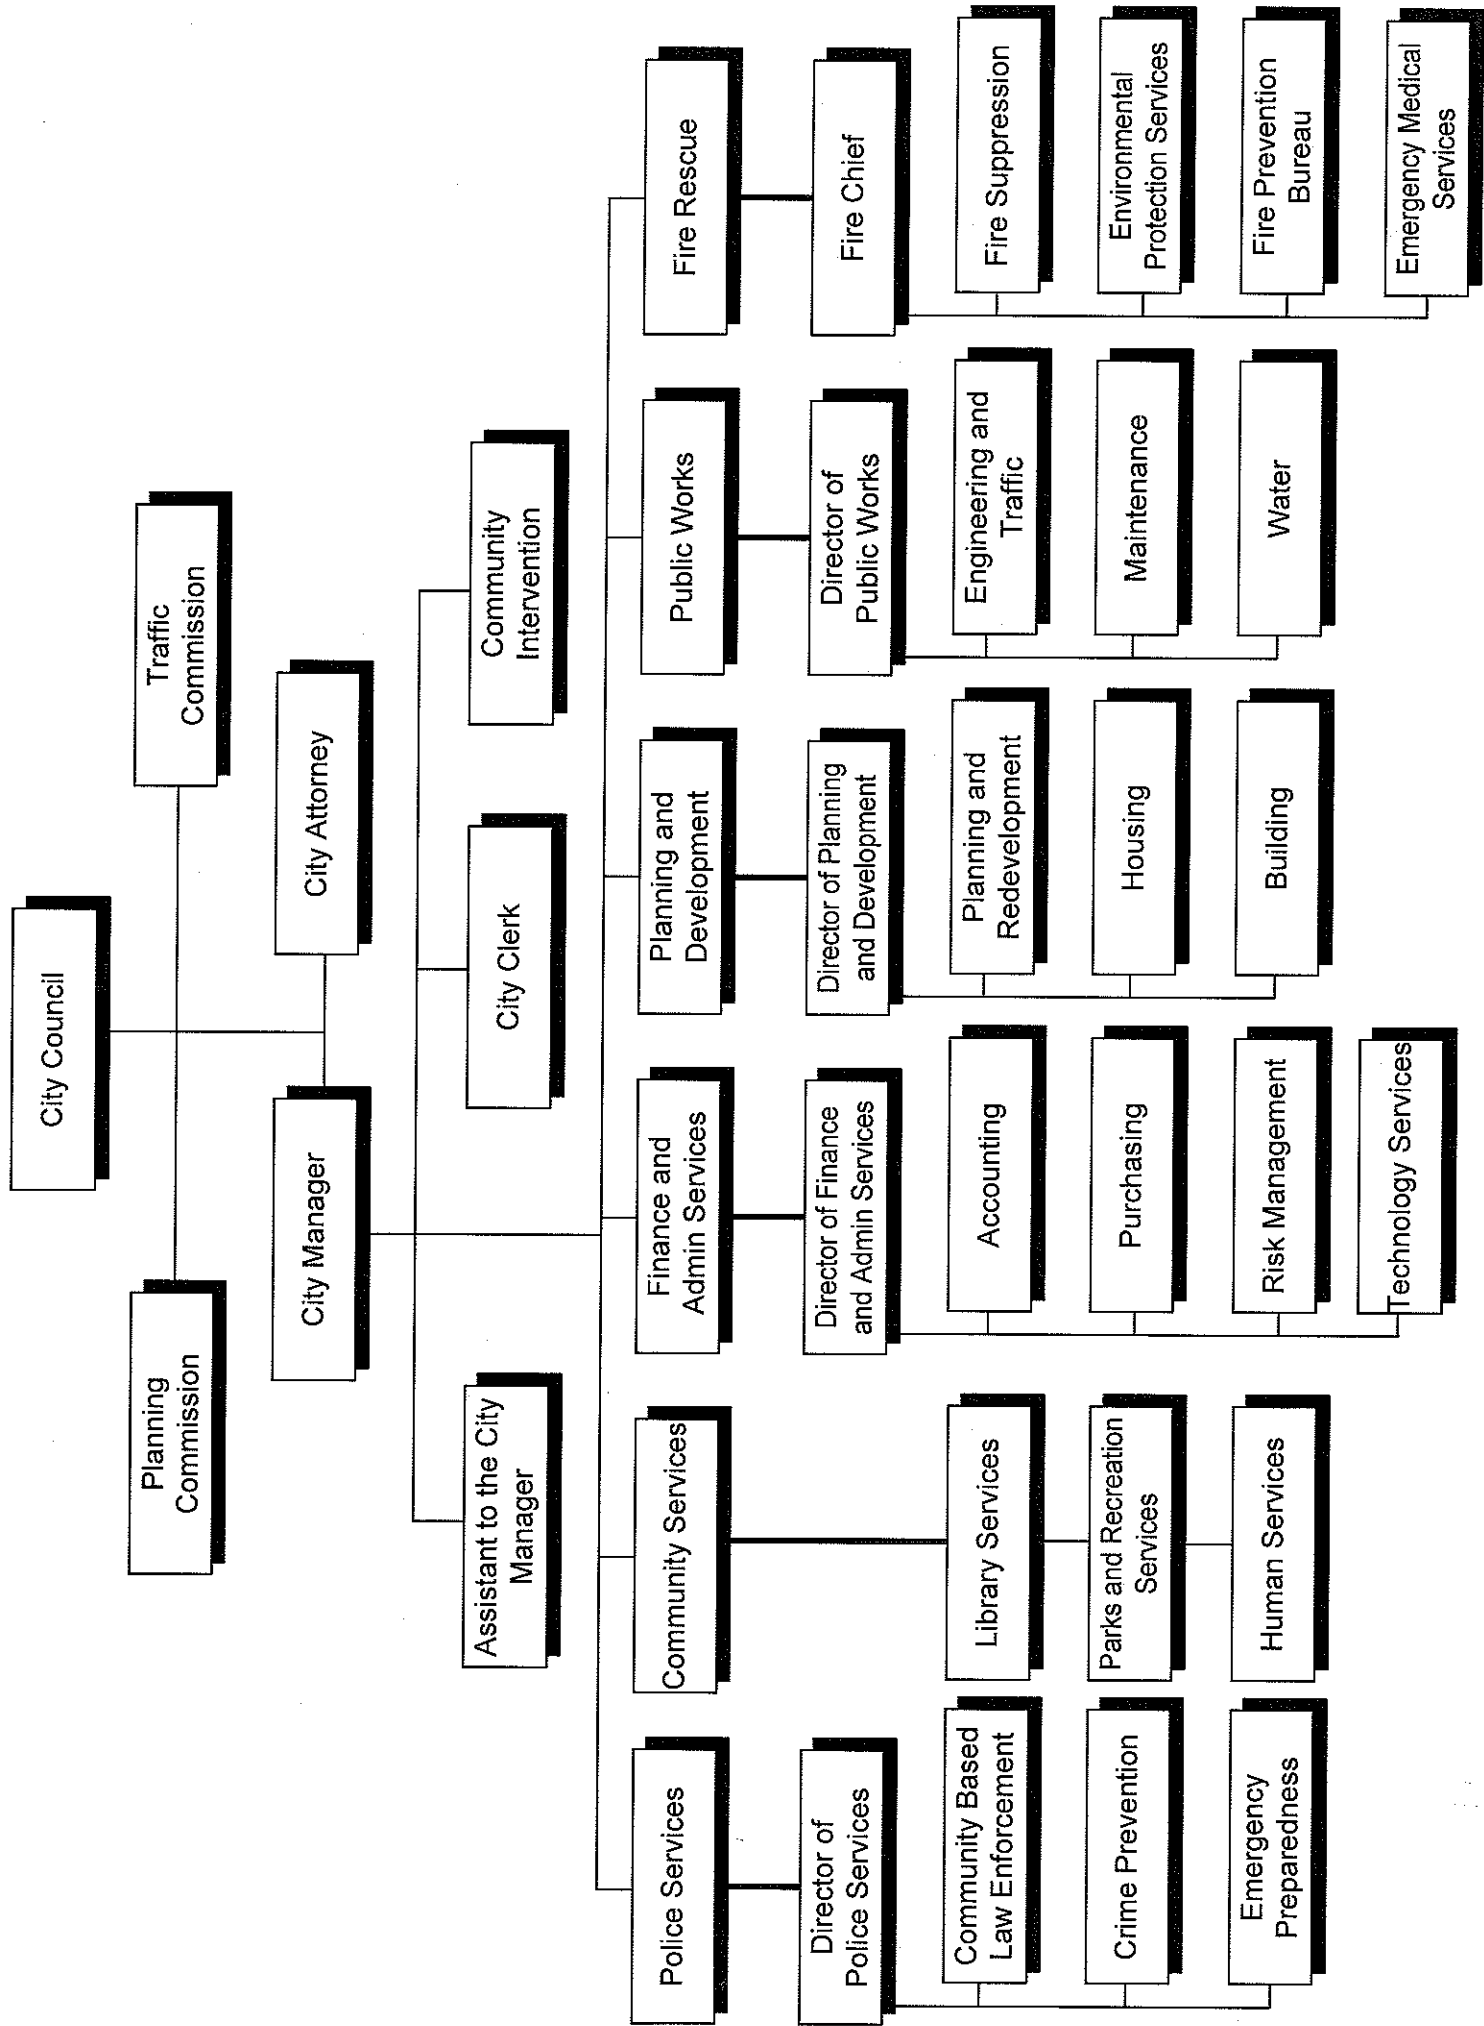 City Council
Planning
Commission
Traffic
Commission
City Manager
City Attorney
Assistant to the City
Manager
City Clerk
Community
Intervention
Police Services
Community Services
Finance and
Admin Services
Planning and
Development
Public Works
Fire Rescue
Director of
Police Services
Director of Finance
and Admin Services
Director of Planning
and Development
Director of
Public Works
Fire Chief
Community Based
Law Enforcement
Crime Prevention
Emergency
Preparedness
Library Services
Parks and Recreation
Services
Human Services
Accounting
Purchasing
Risk Management
Technology Services
Planning and
Redevelopment
Housing
Building
Engineering and
Traffic
Maintenance
Water
Fire Suppression
Environmental
Protection Services
Fire Prevention
Bureau
Emergency Medical
Services